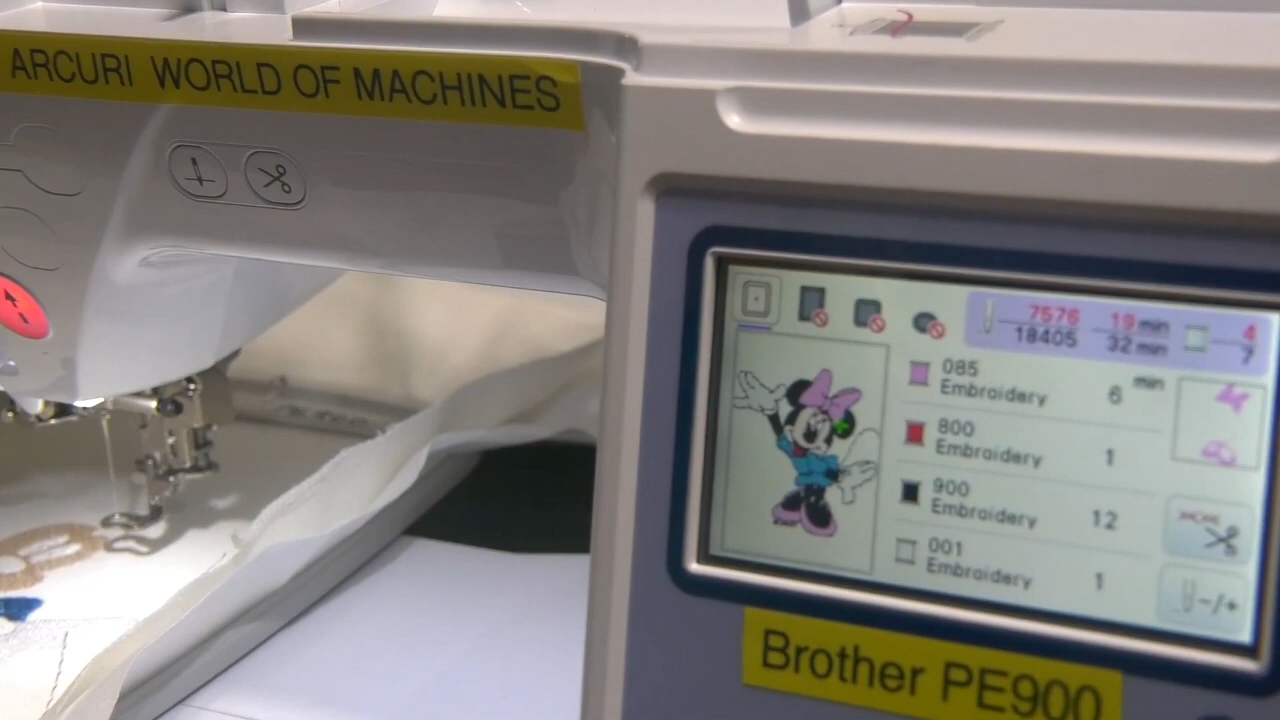 ARCURI WORLD OF MACHINES
7576
18405
19 min
32 min
4
7
085
Embroidery
6 min
800
Embroidery
1
900
Embroidery
12
001
Embroidery
1
-/+
Brother PE900